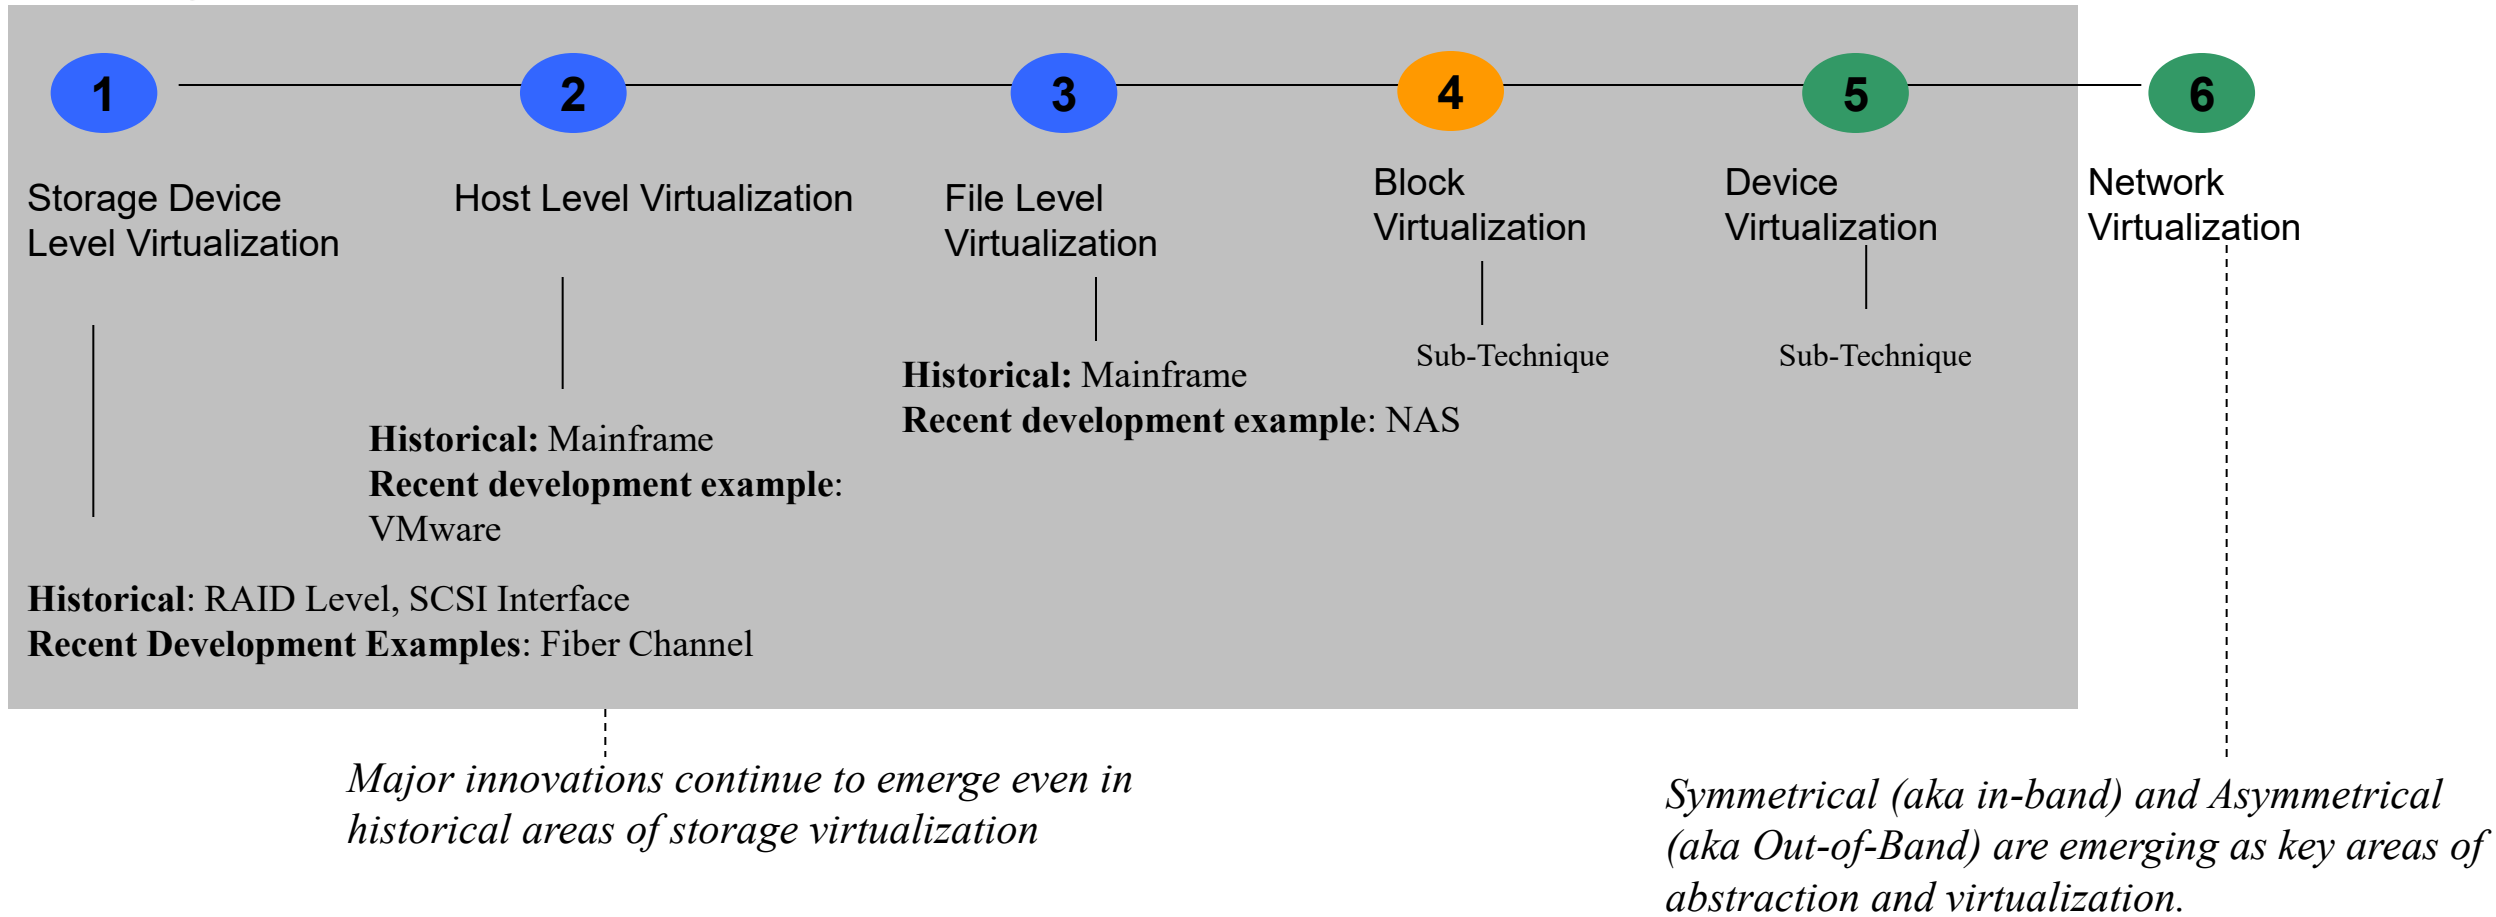 1
2
3
4
5
6
Storage Device
Level Virtualization
Host Level Virtualization
File Level
Virtualization
Block
Virtualization
Device
Virtualization
Network
Virtualization
Sub-Technique
Sub-Technique
Historical: Mainframe
Recent development example: NAS
Historical: Mainframe
Recent development example:
VMware
Historical: RAID Level, SCSI Interface
Recent Development Examples: Fiber Channel
Major innovations continue to emerge even in
historical areas of storage virtualization
Symmetrical (aka in-band) and Asymmetrical
(aka Out-of-Band) are emerging as key areas of
abstraction and virtualization.